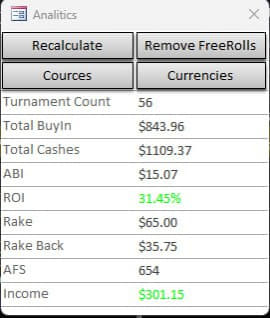 Analitics
Recalculate Remove FreeRolls
Cources Currencies
Turnament Count 56
Total BuyIn $843.96
Total Cashes $1109.37
ABI $15.07
ROI 31.45%
Rake $65.00
Rake Back $35.75
AFS 654
Income $301.15